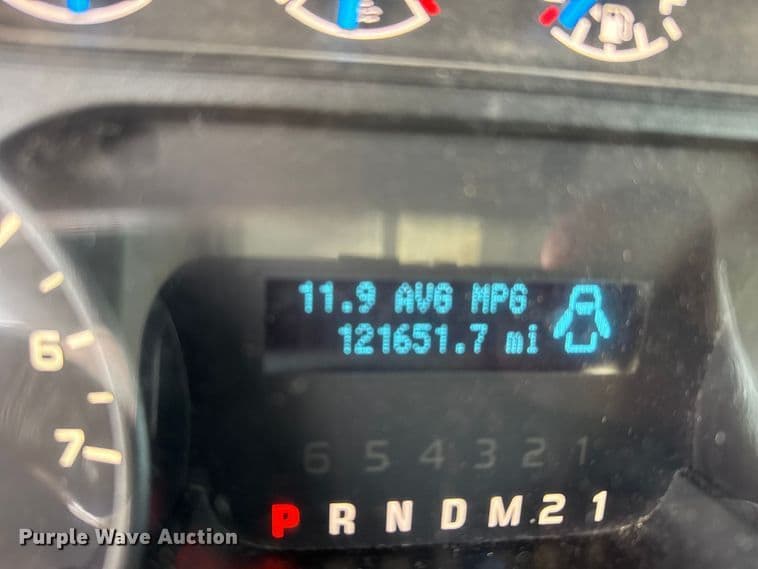 11.9 AVG MPG
121651.7 mi
6
7
6 5 4 3 2 1
P R N D M 2 1
Purple Wave Auction®